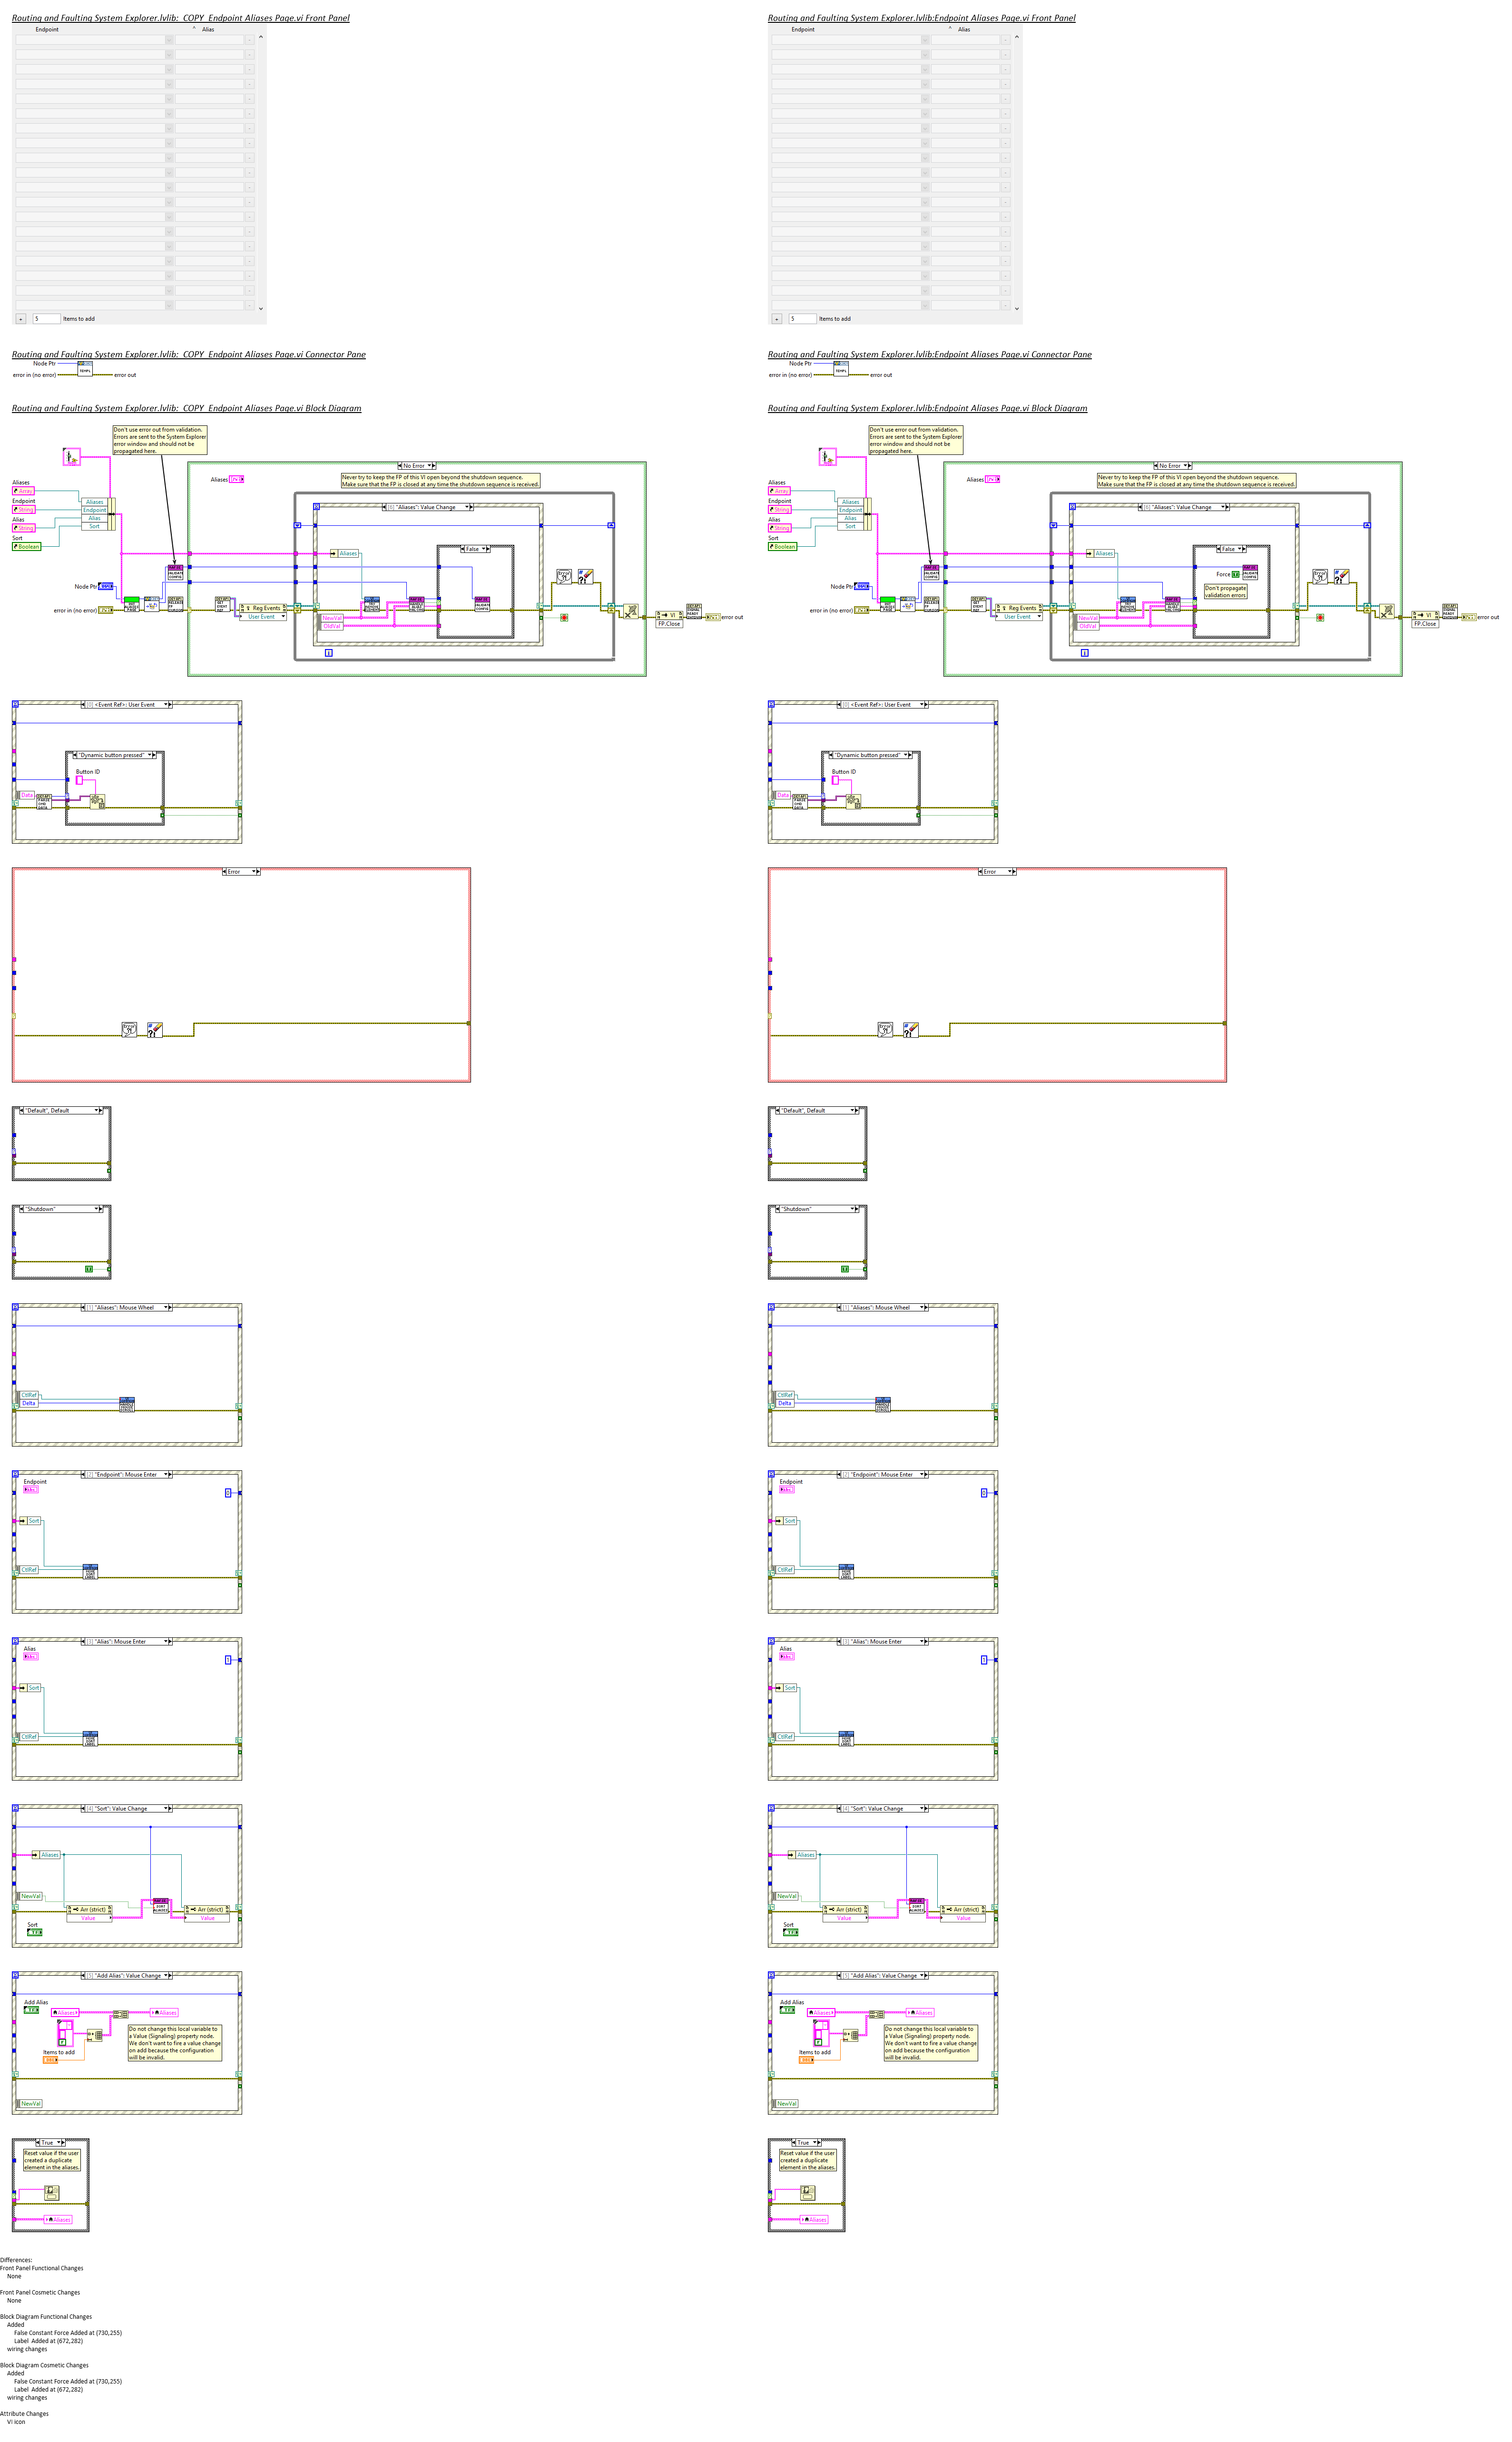 Routing and Faulting System Explorer.lvlib:_COPY_Endpoint Aliases Page.vi Front Panel
Endpoint
Alias
5
Items to add
Routing and Faulting System Explorer.lvlib:_COPY_Endpoint Aliases Page.vi Connector Pane
Node Ptr
error in (no error)
error out
Routing and Faulting System Explorer.lvlib:_COPY_Endpoint Aliases Page.vi Block Diagram
Don't use error out from validation.
Errors are sent to the System Explorer
error window and should not be
propagated here.
No Error
Never try to keep the FP of this VI open beyond the shutdown sequence.
Make sure that the FP is closed at any time the shutdown sequence is received.
Aliases
Aliases
Array
Endpoint
String
Alias
String
Sort
Boolean
Aliases
Endpoint
Alias
Sort
[6] "Aliases": Value Change
Aliases
False
Node Ptr
error in (no error)
Reg Events
User Event
NewVal
OldVal
VI
FP.Close
error out
[0] <Event Ref>: User Event
"Dynamic button pressed"
Button ID
Data
Error
"Default", Default
"Shutdown"
[1] "Aliases": Mouse Wheel
CtlRef
Delta
[2] "Endpoint": Mouse Enter
Endpoint
Sort
CtlRef
[3] "Alias": Mouse Enter
Alias
Sort
CtlRef
[4] "Sort": Value Change
Aliases
NewVal
Arr (strict)
Value
Arr (strict)
Value
Sort
[5] "Add Alias": Value Change
Add Alias
Aliases
Aliases
Do not change this local variable to
a Value (Signaling) property node.
We don't want to fire a value change
on add because the configuration
will be invalid.
Items to add
NewVal
True
Reset value if the user
created a duplicate
element in the aliases.
Aliases
Routing and Faulting System Explorer.lvlib:Endpoint Aliases Page.vi Front Panel
Endpoint
Alias
5
Items to add
Routing and Faulting System Explorer.lvlib:Endpoint Aliases Page.vi Connector Pane
Node Ptr
error in (no error)
error out
Routing and Faulting System Explorer.lvlib:Endpoint Aliases Page.vi Block Diagram
Don't use error out from validation.
Errors are sent to the System Explorer
error window and should not be
propagated here.
No Error
Never try to keep the FP of this VI open beyond the shutdown sequence.
Make sure that the FP is closed at any time the shutdown sequence is received.
Aliases
Aliases
Array
Endpoint
String
Alias
String
Sort
Boolean
Aliases
Endpoint
Alias
Sort
[6] "Aliases": Value Change
Aliases
False
Force
Don't propagate
validation errors.
Node Ptr
error in (no error)
Reg Events
User Event
NewVal
OldVal
VI
FP.Close
error out
[0] <Event Ref>: User Event
"Dynamic button pressed"
Button ID
Data
Error
"Default", Default
"Shutdown"
[1] "Aliases": Mouse Wheel
CtlRef
Delta
[2] "Endpoint": Mouse Enter
Endpoint
Sort
CtlRef
[3] "Alias": Mouse Enter
Alias
Sort
CtlRef
[4] "Sort": Value Change
Aliases
NewVal
Arr (strict)
Value
Arr (strict)
Value
Sort
[5] "Add Alias": Value Change
Add Alias
Aliases
Aliases
Do not change this local variable to
a Value (Signaling) property node.
We don't want to fire a value change
on add because the configuration
will be invalid.
Items to add
NewVal
True
Reset value if the user
created a duplicate
element in the aliases.
Aliases
Differences:
Front Panel Functional Changes
None
Front Panel Cosmetic Changes
None
Block Diagram Functional Changes
Added
False Constant Force Added at (730,255)
Label  Added at (672,282)
wiring changes
Block Diagram Cosmetic Changes
Added
False Constant Force Added at (730,255)
Label  Added at (672,282)
wiring changes
Attribute Changes
VI icon